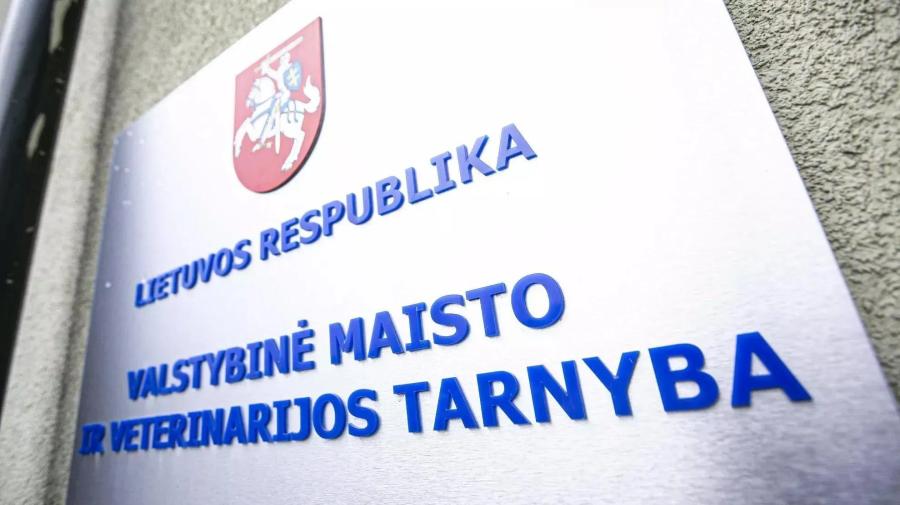 LIETUVOS RESPUBLIKA
VALSTYBINĖ MAISTO
IR VETERINARIJOS TARNYBA